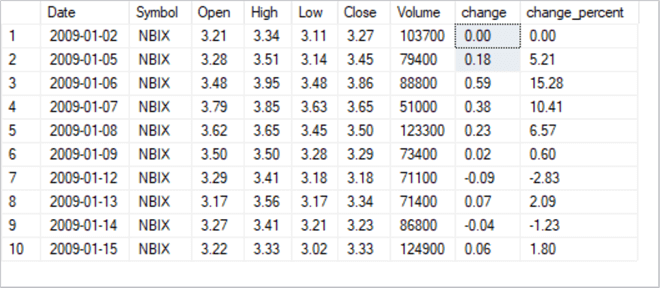 Date Symbol Open High Low Close Volume change change_percent
1 2009-01-02 NBIX 3.21 3.34 3.11 3.27 103700 0.00 0.00
2 2009-01-05 NBIX 3.28 3.51 3.14 3.45 79400 0.18 5.21
3 2009-01-06 NBIX 3.48 3.95 3.48 3.86 88800 0.59 15.28
4 2009-01-07 NBIX 3.79 3.85 3.63 3.65 51000 0.38 10.41
5 2009-01-08 NBIX 3.62 3.65 3.45 3.50 123300 0.23 6.57
6 2009-01-09 NBIX 3.50 3.50 3.28 3.29 73400 0.02 0.60
7 2009-01-12 NBIX 3.29 3.41 3.18 3.18 71100 -0.09 -2.83
8 2009-01-13 NBIX 3.17 3.56 3.17 3.34 71400 0.07 2.09
9 2009-01-14 NBIX 3.27 3.41 3.21 3.23 86800 -0.04 -1.23
10 2009-01-15 NBIX 3.22 3.33 3.02 3.33 124900 0.06 1.80